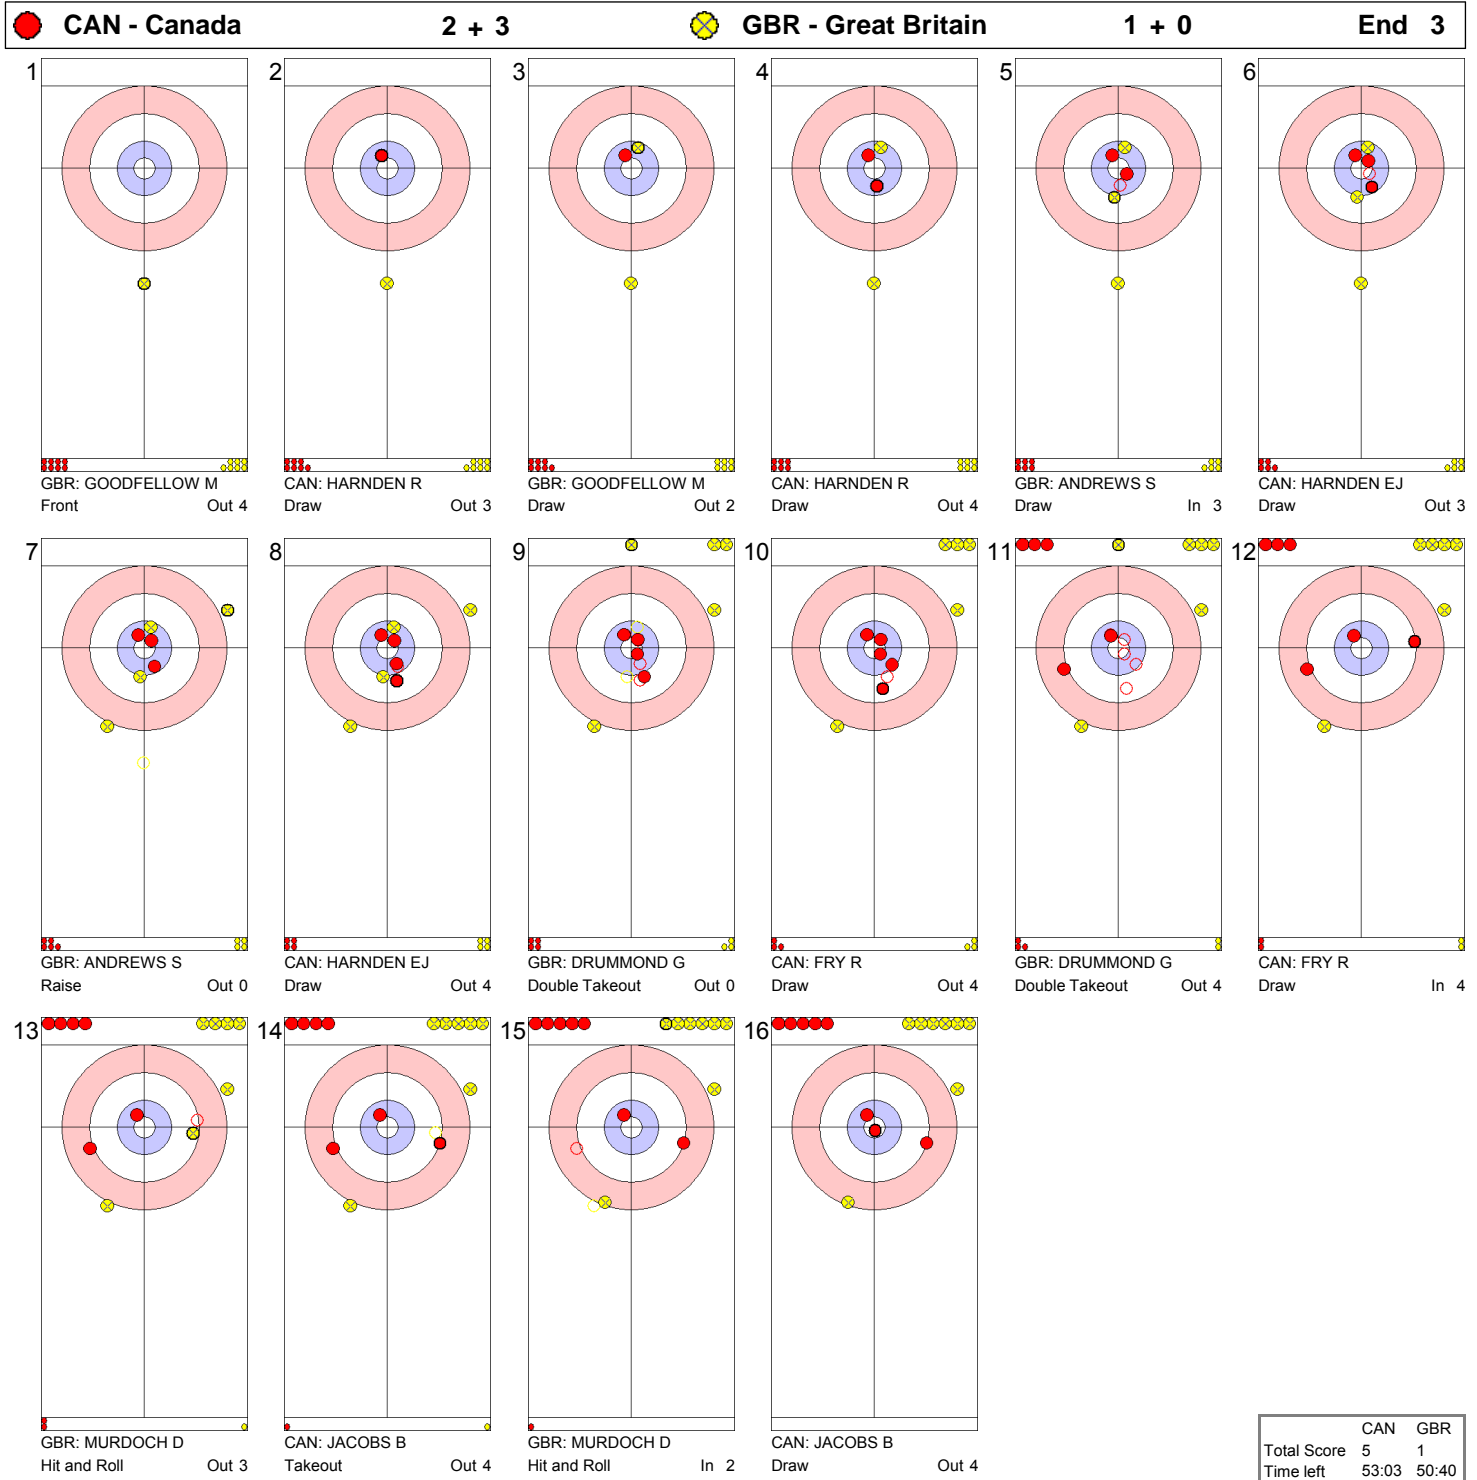 CAN - Canada 2 + 3 GBR - Great Britain 1 + 0 End 3
1 2 3 4 5 6
GBR: GOODFELLOW M CAN: HARNDEN R GBR: GOODFELLOW M CAN: HARNDEN R GBR: ANDREWS S CAN: HARNDEN EJ
Front Out 4 Draw Out 3 Draw Out 2 Draw Out 4 Draw In 3 Draw Out 3
7 8 9 10 11 12
GBR: ANDREWS S CAN: HARNDEN EJ GBR: DRUMMOND G CAN: FRY R GBR: DRUMMOND G CAN: FRY R
Raise Out 0 Draw Out 4 Double Takeout Out 0 Draw Out 4 Double Takeout Out 4 Draw In 4
13 14 15 16
GBR: MURDOCH D CAN: JACOBS B GBR: MURDOCH D CAN: JACOBS B
Hit and Roll Out 3 Takeout Out 4 Hit and Roll In 2 Draw Out 4
CAN GBR
Total Score 5 1
Time left 53:03 50:40